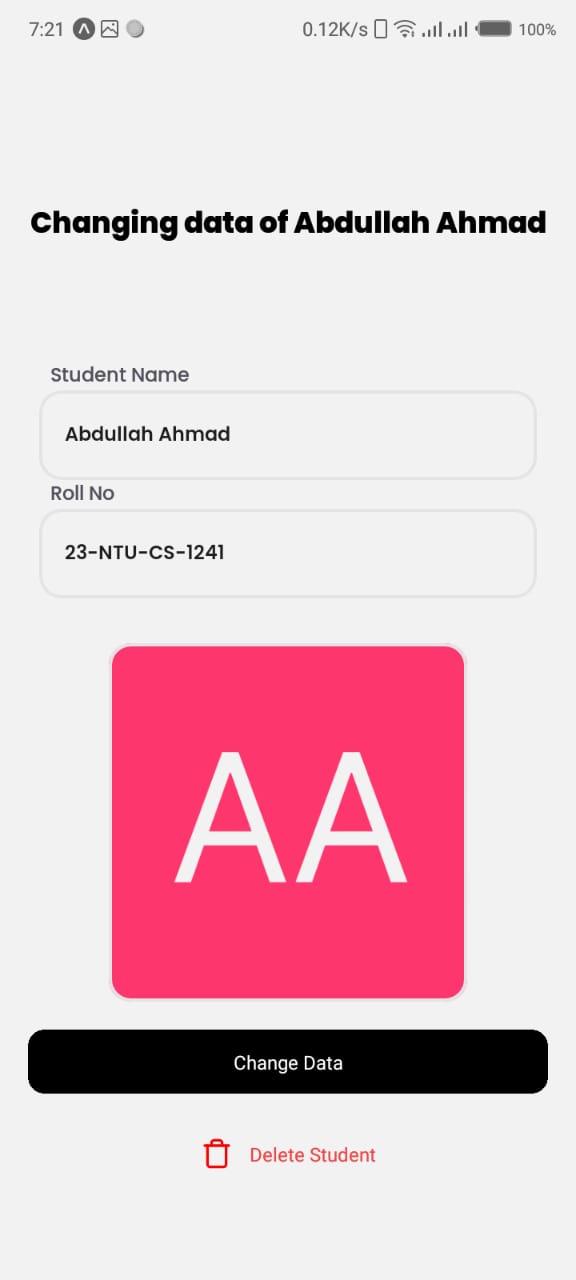 7:21 0.12K/s 100%
Changing data of Abdullah Ahmad
Student Name
Abdullah Ahmad
Roll No
23-NTU-CS-1241
AA
Change Data
Delete Student